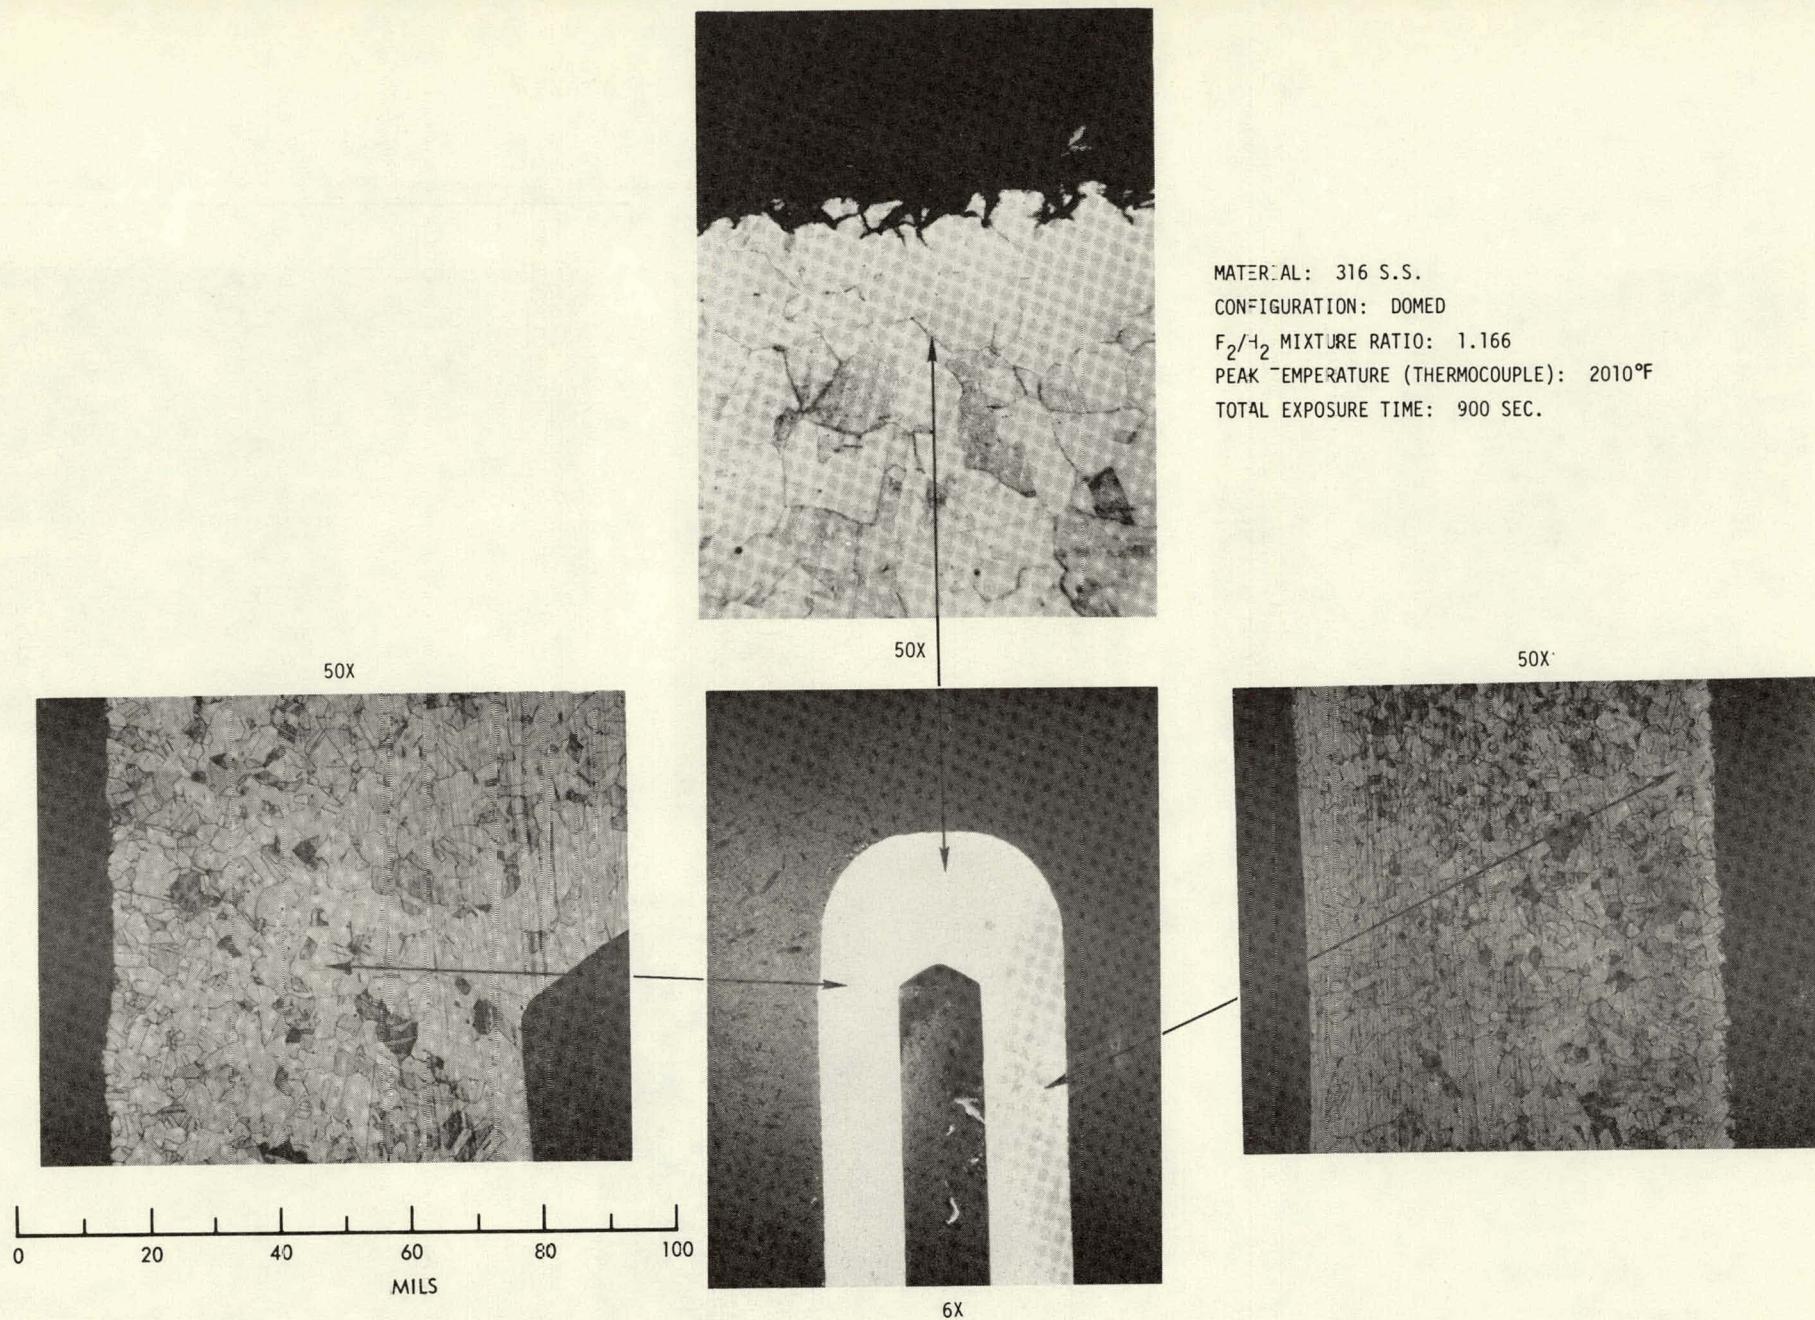 MATERIAL: 316 S.S.
CONFIGURATION: DOMED
F2/H2 MIXTURE RATIO: 1.166
PEAK TEMPERATURE (THERMOCOUPLE): 2010°F
TOTAL EXPOSURE TIME: 900 SEC.
50X
50X
50X
0 20 40 60 80 100
MILS
6X